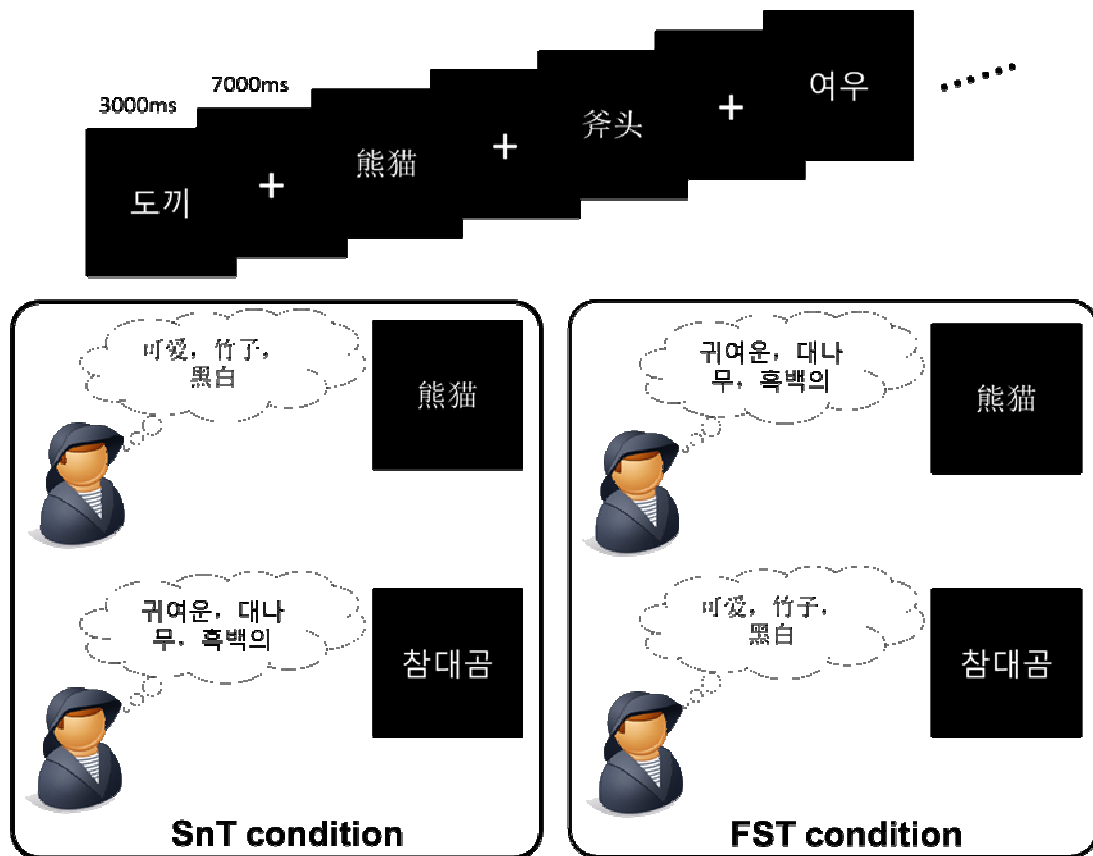 3000ms
7000ms
도끼
+
熊猫
+
斧头
+
여우
可爱，竹子，
黑白
熊猫
귀여운，대나
무，흑백의
참대곰
SnT condition
귀여운，대나
무，흑백의
熊猫
可爱，竹子，
黑白
참대곰
FST condition